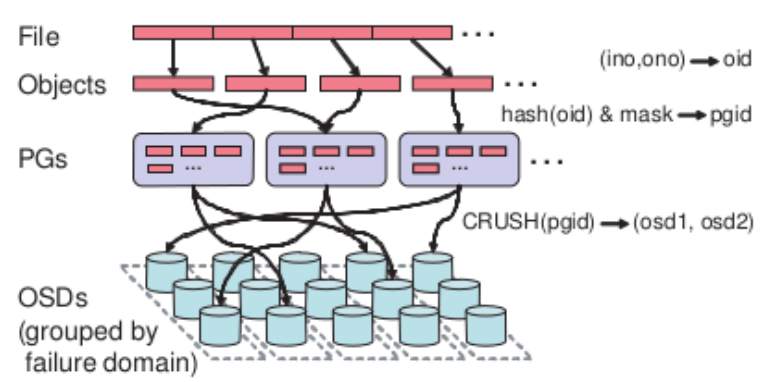 File
...
(ino,ono) → oid
Objects
...
hash(oid) & mask → pgid
PGs
...
...
...
...
CRUSH(pgid) → (osd1, osd2)
OSDs
(grouped by
failure domain)